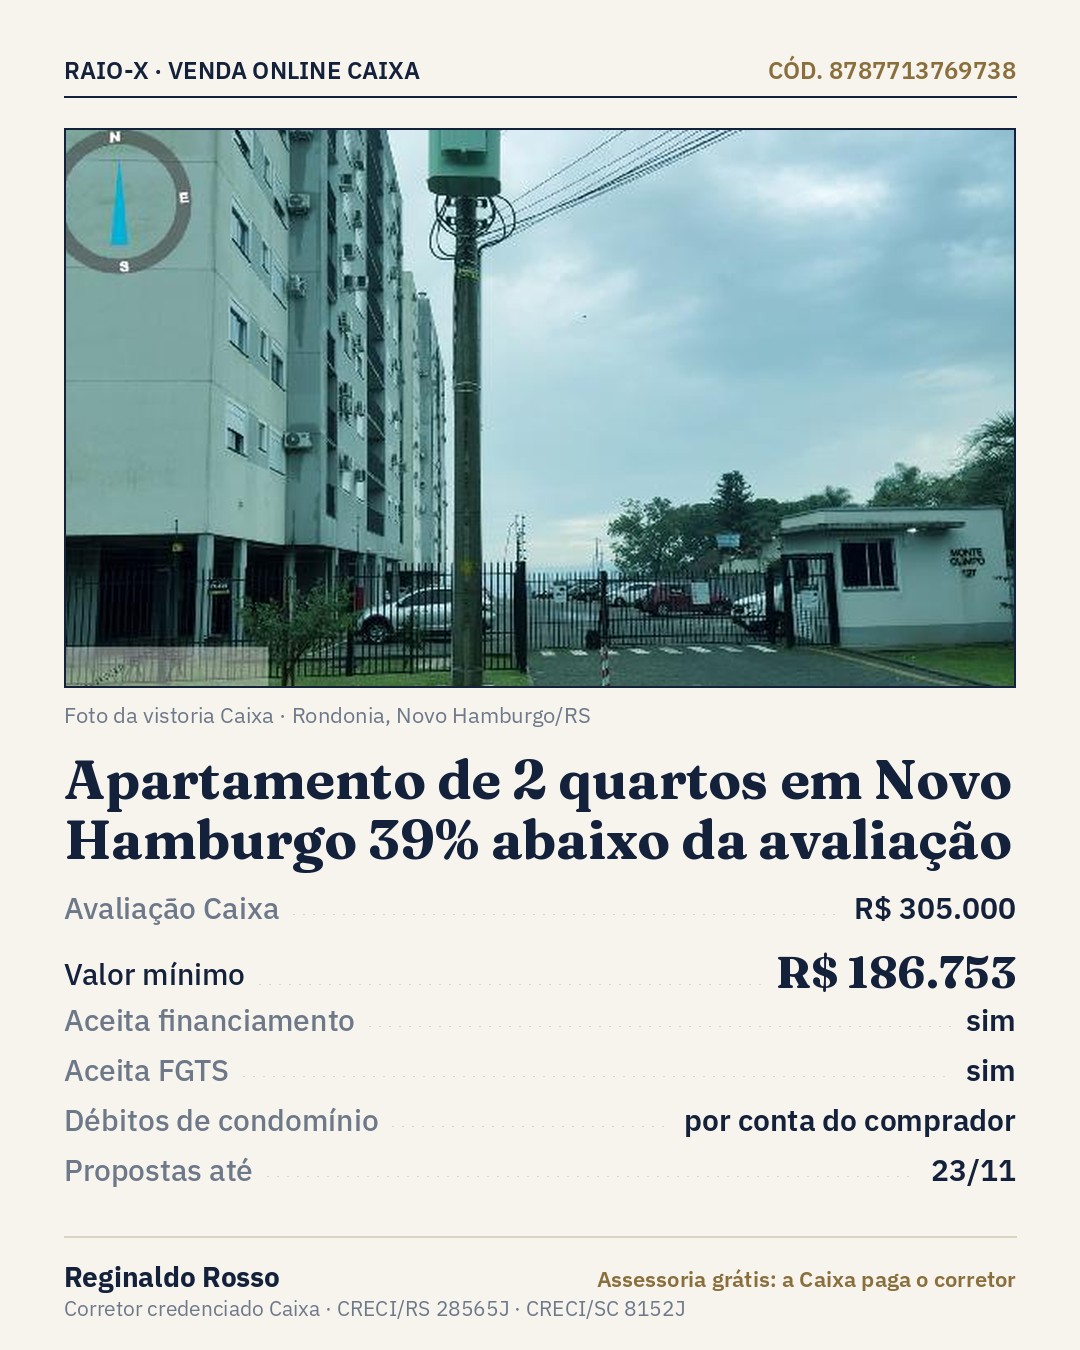 RAIO-X · VENDA ONLINE CAIXA
CÓD. 8787713769738
N
E
S
MONTE
OLIMPO
Foto da vistoria Caixa · Rondonia, Novo Hamburgo/RS
Apartamento de 2 quartos em Novo
Hamburgo 39% abaixo da avaliação
Avaliação Caixa R$ 305.000
Valor mínimo R$ 186.753
Aceita financiamento sim
Aceita FGTS sim
Débitos de condomínio por conta do comprador
Propostas até 23/11
Reginaldo Rosso
Assessoria grátis: a Caixa paga o corretor
Corretor credenciado Caixa · CRECI/RS 28565J · CRECI/SC 8152J